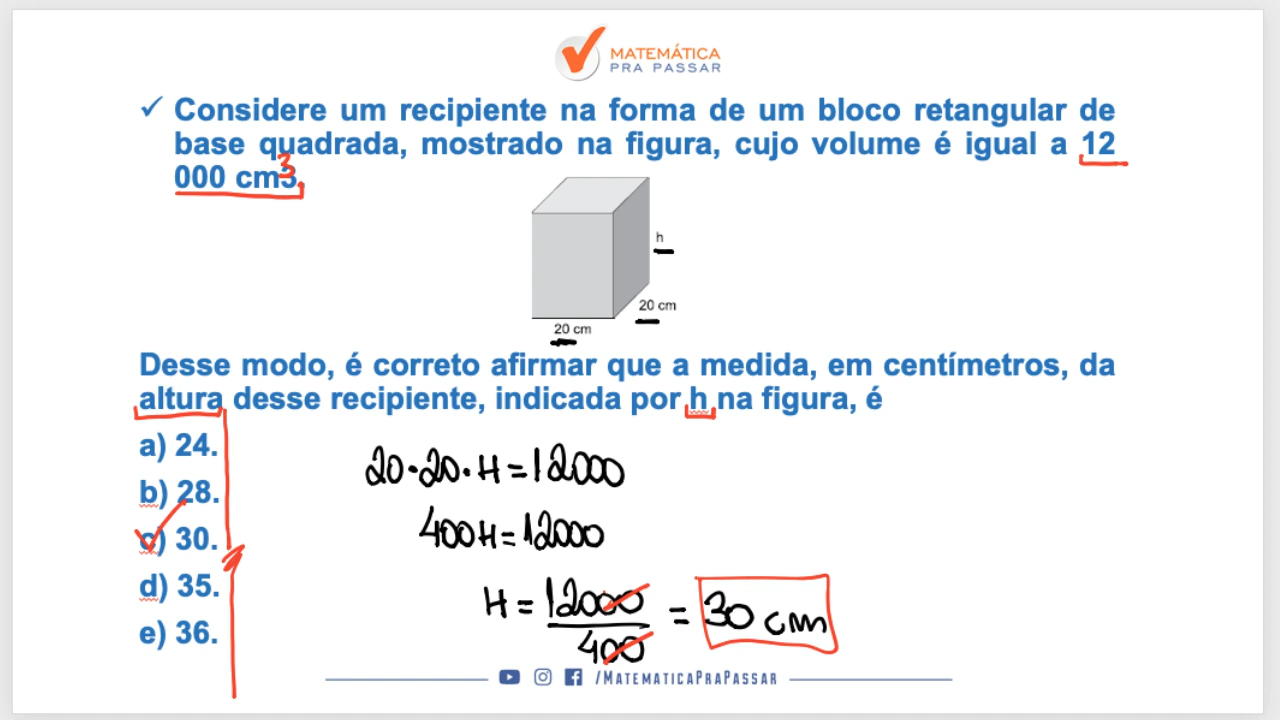 MATEMÁTICA
PRA PASSAR
✓ Considere um recipiente na forma de um bloco retangular de
base quadrada, mostrado na figura, cujo volume é igual a 12
000 cm3.
3
h
20 cm
20 cm
Desse modo, é correto afirmar que a medida, em centímetros, da
altura desse recipiente, indicada por h na figura, é
a) 24.
b) 28.
c) 30.
d) 35.
e) 36.
20·20·H=12000
400H=12000
H=12000/400=30cm
/MATEMATICAPRAPASSAR